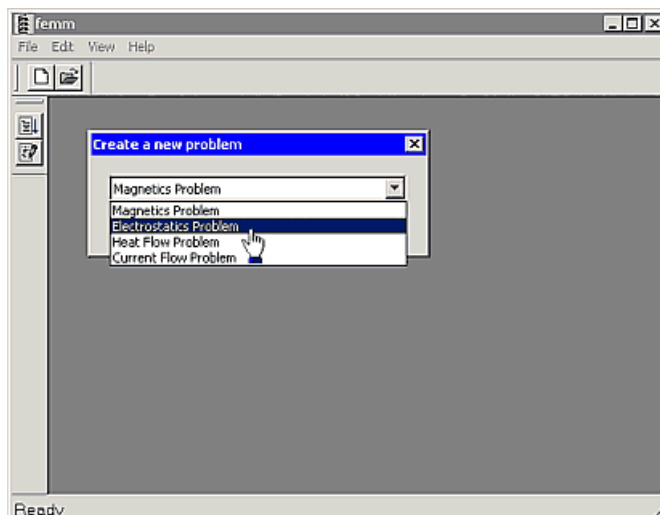 femm
File Edit View Help
Create a new problem
Magnetics Problem
Magnetics Problem
Electrostatics Problem
Heat Flow Problem
Current Flow Problem
Ready